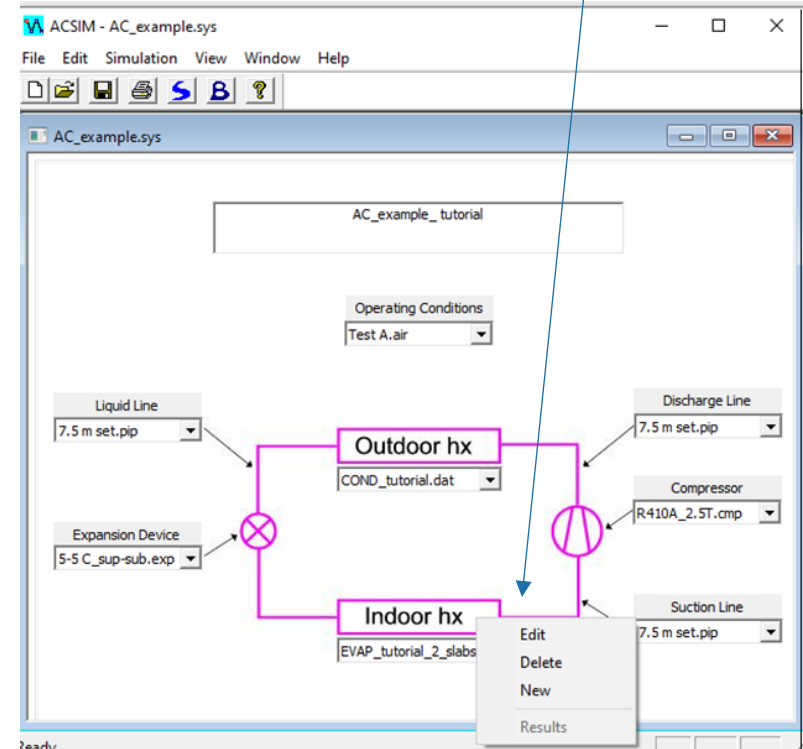 ACSIM - AC_example.sys
File Edit Simulation View Window Help
S B ?
AC_example.sys
AC_example_ tutorial
Operating Conditions
Test A.air
Liquid Line
7.5 m set.pip
Discharge Line
7.5 m set.pip
Outdoor hx
COND_tutorial.dat
Compressor
R410A_2.5T.cmp
Expansion Device
5-5 C_sup-sub.exp
Indoor hx
EVAP_tutorial_2_slabs
Suction Line
7.5 m set.pip
Edit
Delete
New
Results
Ready